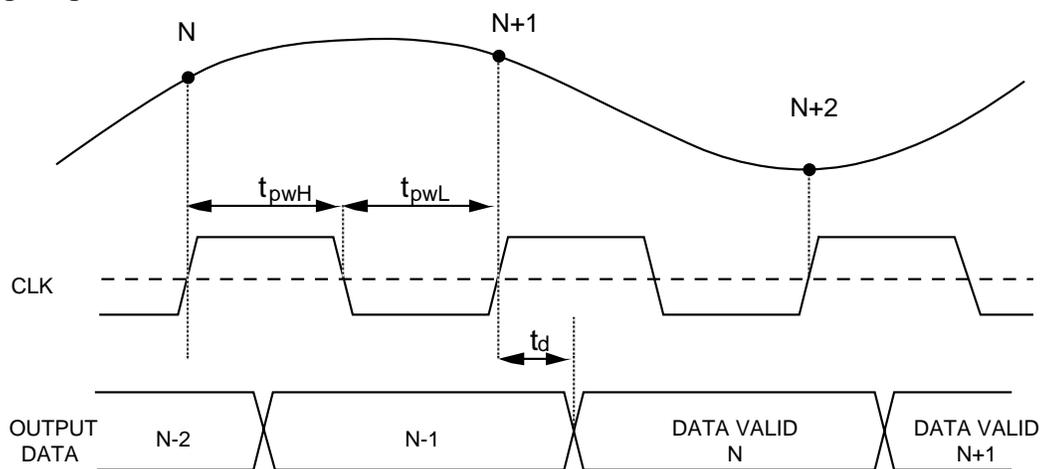 N
N+1
N+2
tpwH
tpwL
CLK
td
OUTPUT
DATA
N-2
N-1
DATA VALID
N
DATA VALID
N+1